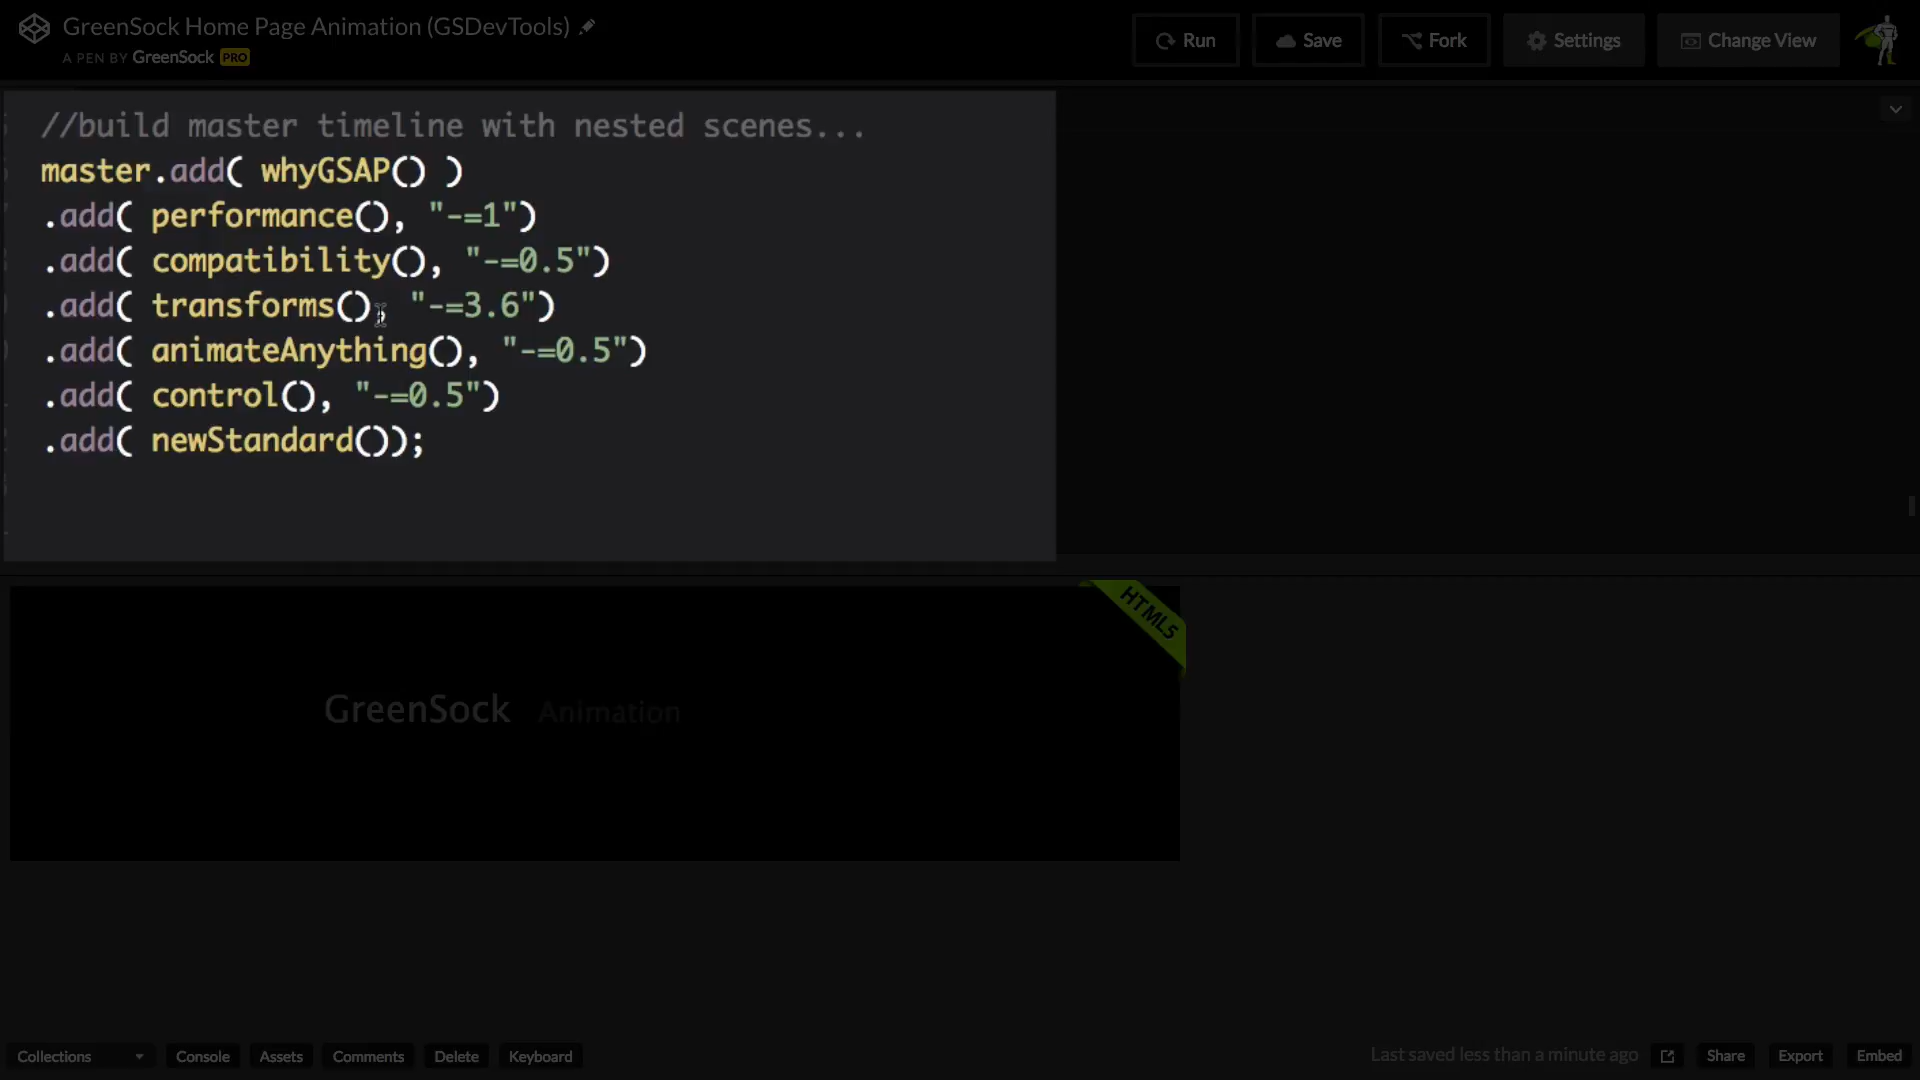 GreenSock Home Page Animation (GSDevTools)
A PEN BY GreenSock PRO
Run
Save
Fork
Settings
Change View
//build master timeline with nested scenes...
master.add( whyGSAP() )
.add( performance(), "-=1")
.add( compatibility(), "-=0.5")
.add( transforms(), "-=3.6")
.add( animateAnything(), "-=0.5")
.add( control(), "-=0.5")
.add( newStandard());
HTML5
GreenSock Animation
Collections
Console
Assets
Comments
Delete
Keyboard
Last saved less than a minute ago
Share
Export
Embed